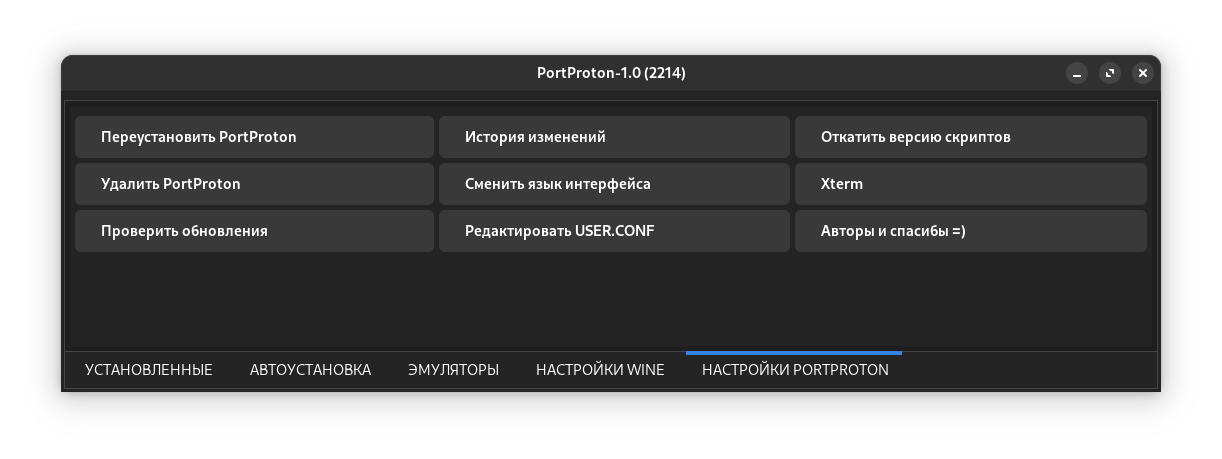 PortProton-1.0 (2214)
Переустановить PortProton
История изменений
Откатить версию скриптов
Удалить PortProton
Сменить язык интерфейса
Xterm
Проверить обновления
Редактировать USER.CONF
Авторы и спасибы =)
УСТАНОВЛЕННЫЕ
АВТОУСТАНОВКА
ЭМУЛЯТОРЫ
НАСТРОЙКИ WINE
НАСТРОЙКИ PORTPROTON